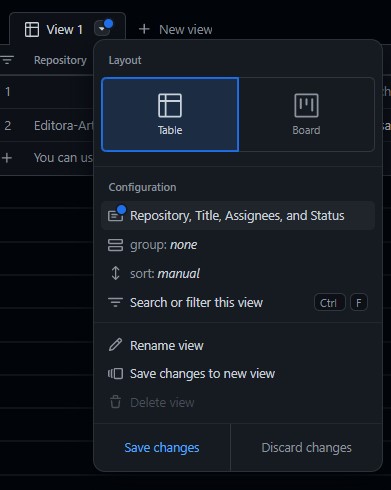 View 1
New view
Repository
Layout
1
Table
Board
2 Editora-Art
You can us
Configuration
Repository, Title, Assignees, and Status
group: none
sort: manual
Search or filter this view Ctrl F
Rename view
Save changes to new view
Delete view
Save changes
Discard changes